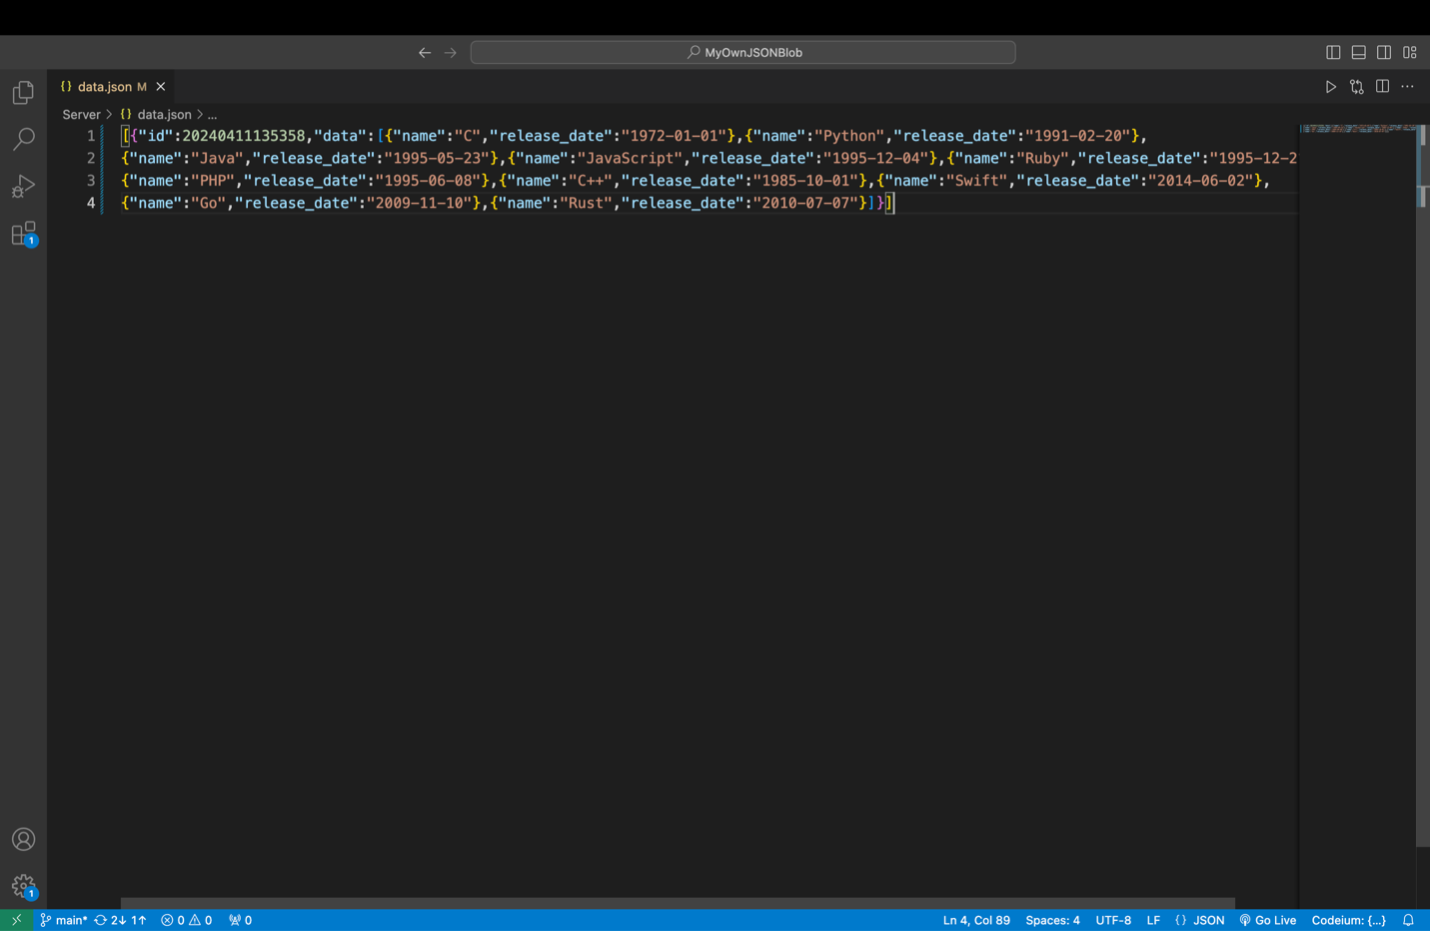 MyOwnJSONBlob
{} data.json M ×
Server > {} data.json > ...
1 [{"id":20240411135358,"data":[{"name":"C","release_date":"1972-01-01"},{"name":"Python","release_date":"1991-02-20"},
2 {"name":"Java","release_date":"1995-05-23"},{"name":"JavaScript","release_date":"1995-12-04"},{"name":"Ruby","release_date":"1995-12-2
3 {"name":"PHP","release_date":"1995-06-08"},{"name":"C++","release_date":"1985-10-01"},{"name":"Swift","release_date":"2014-06-02"},
4 {"name":"Go","release_date":"2009-11-10"},{"name":"Rust","release_date":"2010-07-07"}]}]
1
1
main* 2↓ 1↑ 0 0 0 Ln 4, Col 89 Spaces: 4 UTF-8 LF {} JSON Go Live Codeium: {...}